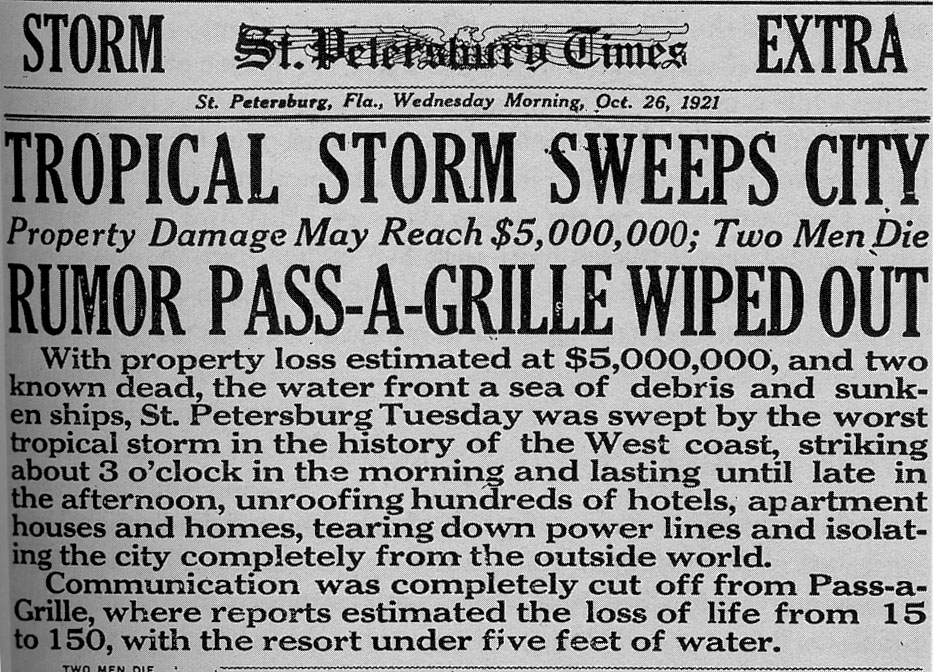 STORM St. Petersburg Times EXTRA
St. Petersburg, Fla., Wednesday Morning, Oct. 26, 1921
TROPICAL STORM SWEEPS CITY
Property Damage May Reach $5,000,000; Two Men Die
RUMOR PASS-A-GRILLE WIPED OUT
With property loss estimated at $5,000,000, and two
known dead, the water front a sea of debris and sunk-
en ships, St. Petersburg Tuesday was swept by the worst
tropical storm in the history of the West coast, striking
about 3 o'clock in the morning and lasting until late in
the afternoon, unroofing hundreds of hotels, apartment
houses and homes, tearing down power lines and isolat-
ing the city completely from the outside world.
Communication was completely cut off from Pass-a-
Grille, where reports estimated the loss of life from 15
to 150, with the resort under five feet of water.
TWO MEN DIE